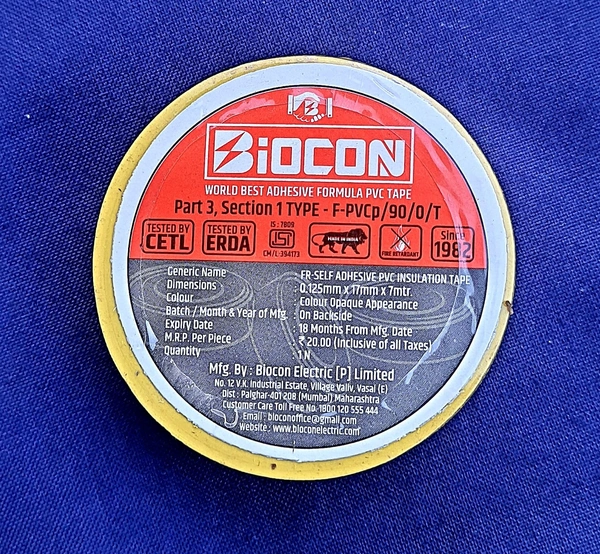 B
BIOCON
WORLD BEST ADHESIVE FORMULA PVC TAPE
Part 3, Section 1 TYPE - F-PVCp/90/0/T
TESTED BY CETL
TESTED BY ERDA
IS : 7809
ISI
CM/L-394173
MAKE IN INDIA
FIRE RETARDANT
Since 1982
Generic Name : FR-SELF ADHESIVE PVC INSULATION TAPE
Dimensions : 0.125mm x 17mm x 7mtr.
Colour : Colour Opaque Appearance
Batch / Month & Year of Mfg. : On Backside
Expiry Date : 18 Months From Mfg. Date
M.R.P. Per Piece : ₹ 20.00 (Inclusive of all Taxes)
Quantity : 1 N
Mfg. By : Biocon Electric [P] Limited
No. 12 V.K. Industrial Estate, Village Valiv, Vasai (E)
Dist : Palghar-401 208 (Mumbai) Maharashtra
Customer Care Toll Free No. 1800 120 555 444
Email : bioconoffice@gmail.com
Website : www.bioconelectric.com